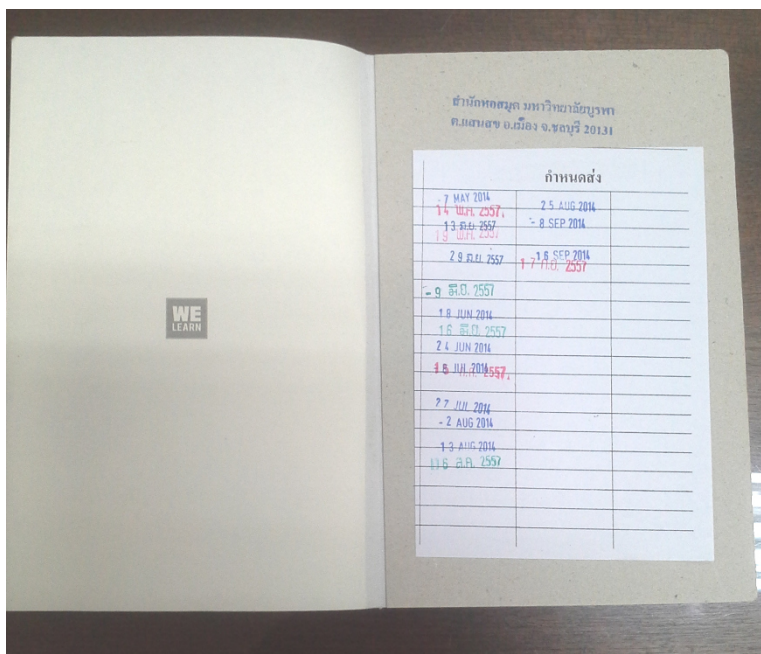 WE
LEARN
สำนักหอสมุด มหาวิทยาลัยบูรพา
ต.แสนสุข อ.เมือง จ.ชลบุรี 20131
กำหนดส่ง
- 7 MAY 2014
14 พ.ค. 2557
13 มิ.ย. 2557
19 พ.ค. 2557
29 มิ.ย. 2557
- 9 มิ.ย. 2557
18 JUN 2014
16 มิ.ย. 2557
24 JUN 2014
JUL 2014
2557
27 JUL 2014
- 2 AUG 2014
13 AUG 2014
16 ส.ค. 2557
25 AUG 2014
- 8 SEP 2014
16 SEP 2014
17 ก.ย. 2557